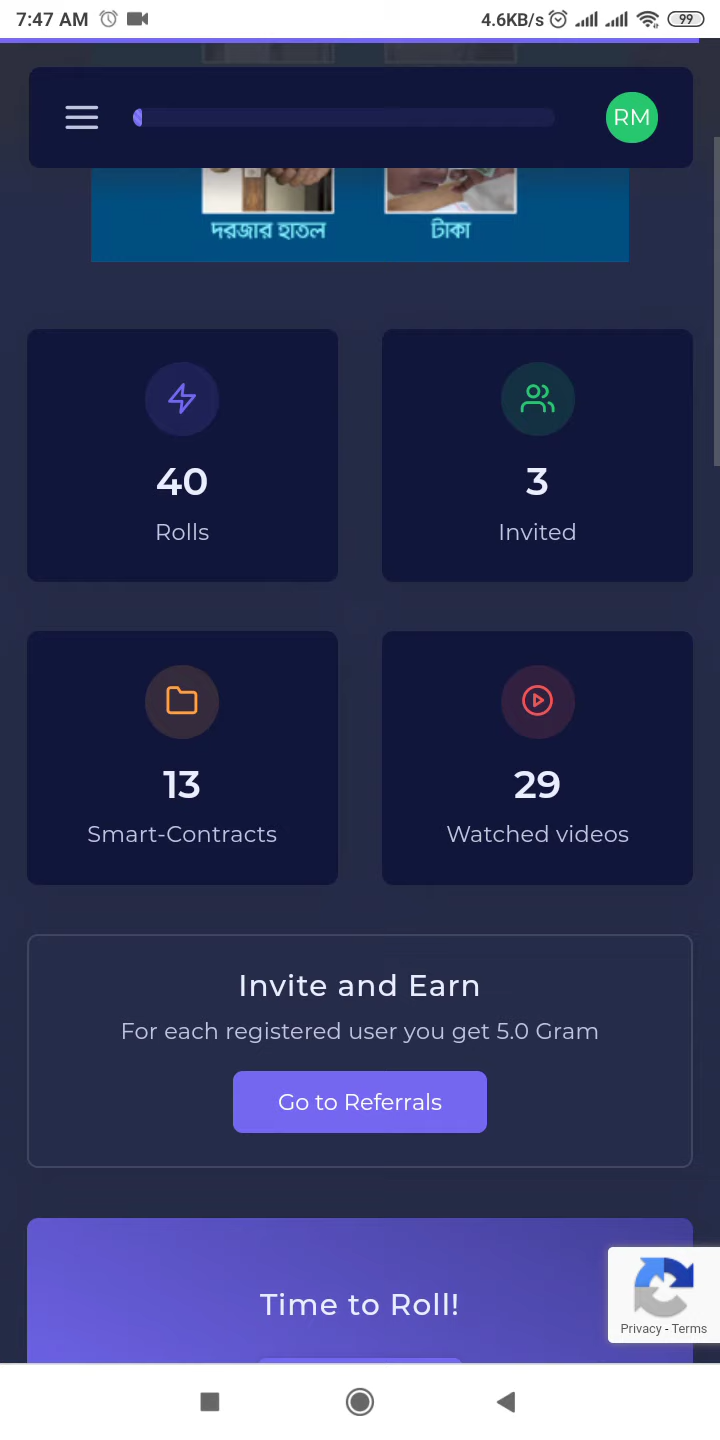 7:47 AM
4.6KB/s
99
RM
দরজার হাতল
টাকা
40
Rolls
3
Invited
13
Smart-Contracts
29
Watched videos
Invite and Earn
For each registered user you get 5.0 Gram
Go to Referrals
Time to Roll!
Privacy - Terms